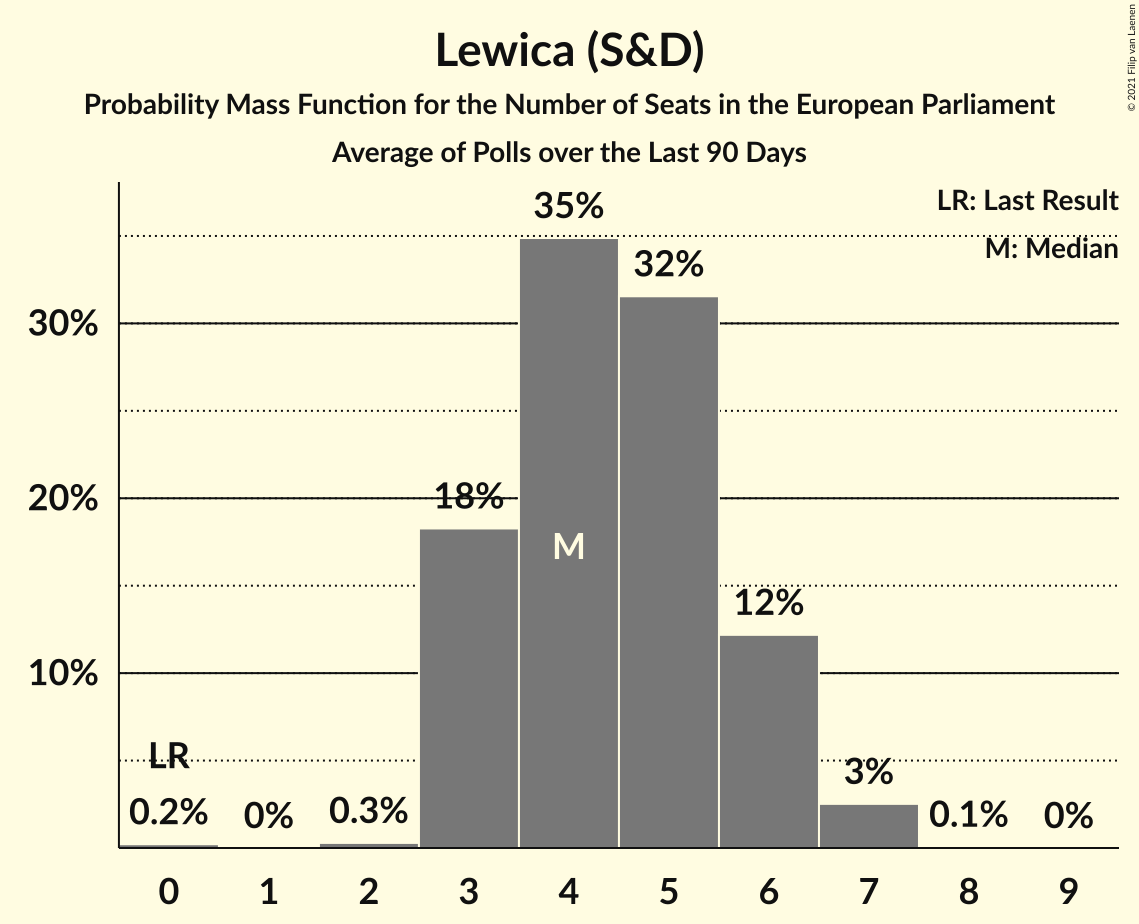 © 2021 Filip van Laenen
Lewica (S&D)
Probability Mass Function for the Number of Seats in the European Parliament
Average of Polls over the Last 90 Days
LR: Last Result
M: Median
35%
32%
30%
20%
18%
M
12%
10%
LR
3%
0.2%
0%
0.3%
0.1%
0%
0 1 2 3 4 5 6 7 8 9